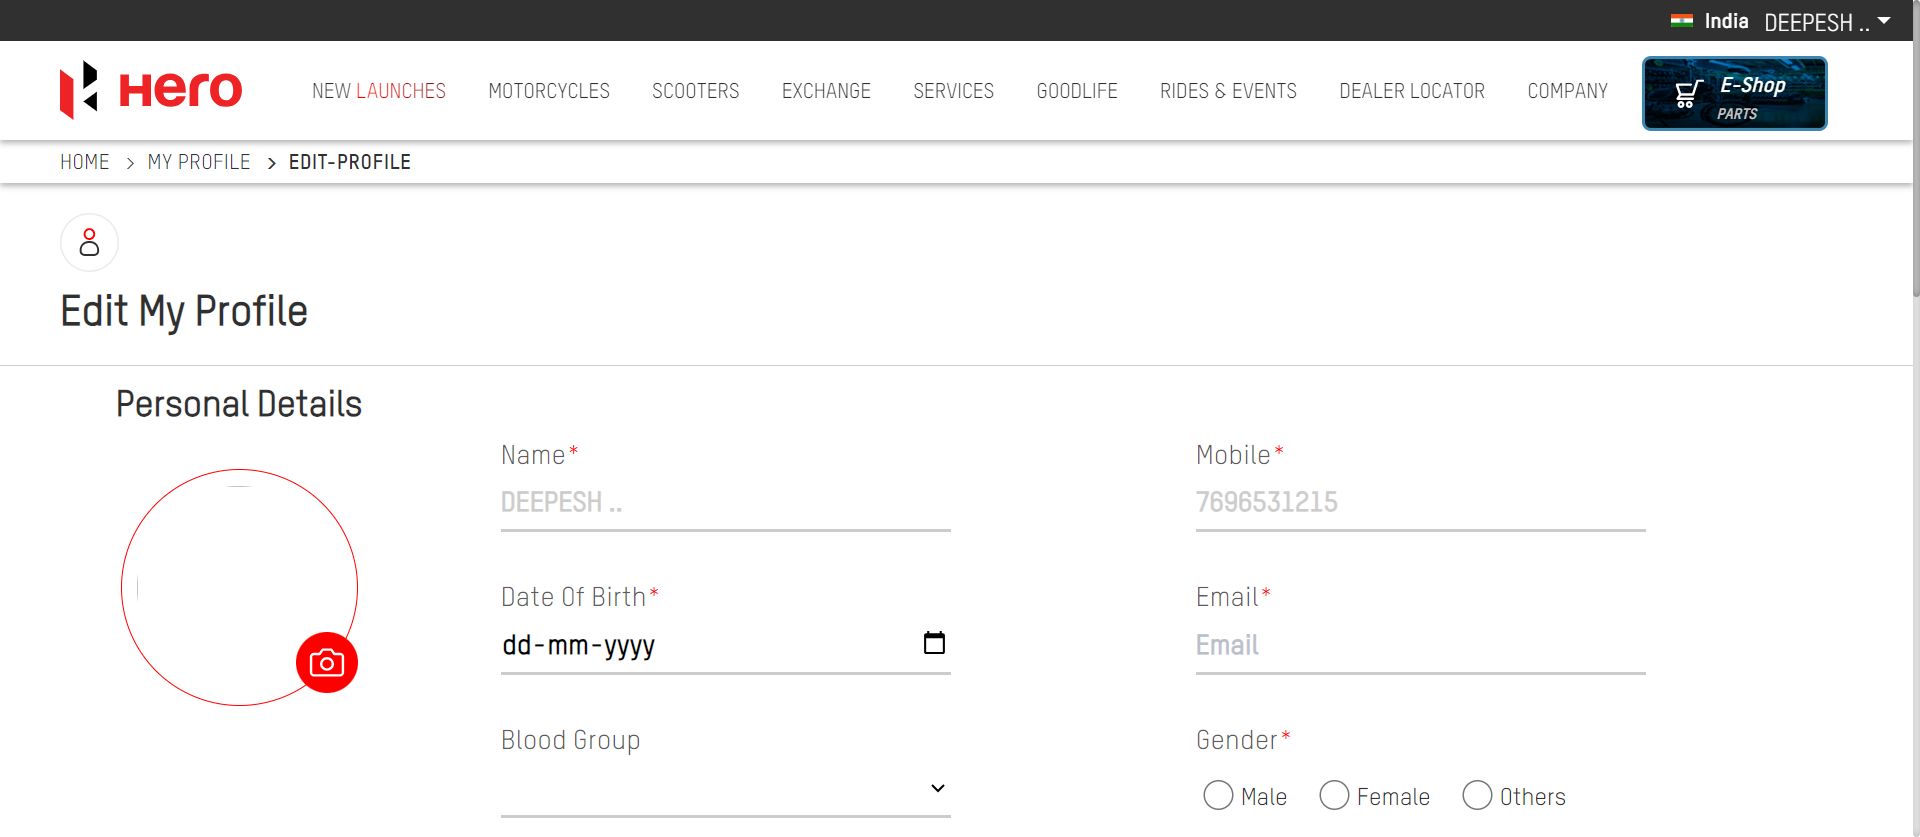 India DEEPESH ..
Hero NEW LAUNCHES MOTORCYCLES SCOOTERS EXCHANGE SERVICES GOODLIFE RIDES & EVENTS DEALER LOCATOR COMPANY E-Shop
PARTS
HOME > MY PROFILE > EDIT-PROFILE
Edit My Profile
Personal Details
Name* Mobile*
DEEPESH .. 7696531215
Date Of Birth* Email*
dd-mm-yyyy Email
Blood Group Gender*
Male Female Others